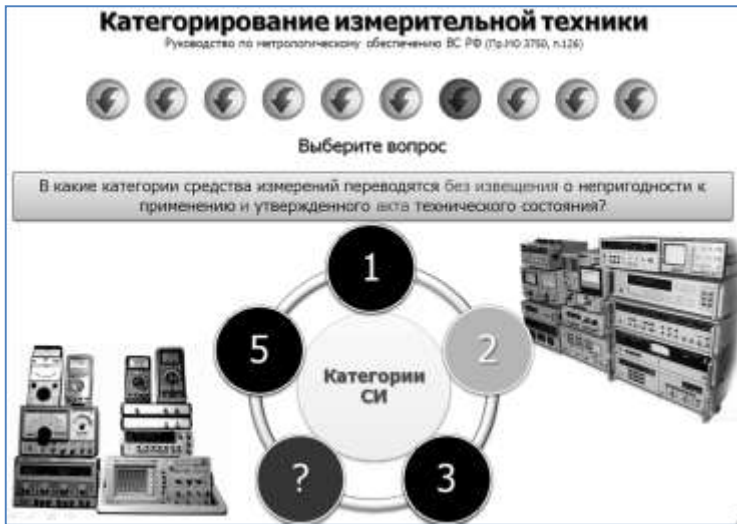 Категорирование измерительной техники
Руководство по метрологическому обеспечению ВС РФ (Пр.МО 3750, п.126)
Выберите вопрос
В какие категории средства измерений переводятся без извещения о непригодности к
применению и утвержденного акта технического состояния?
1
5
2
Категории
СИ
?
3